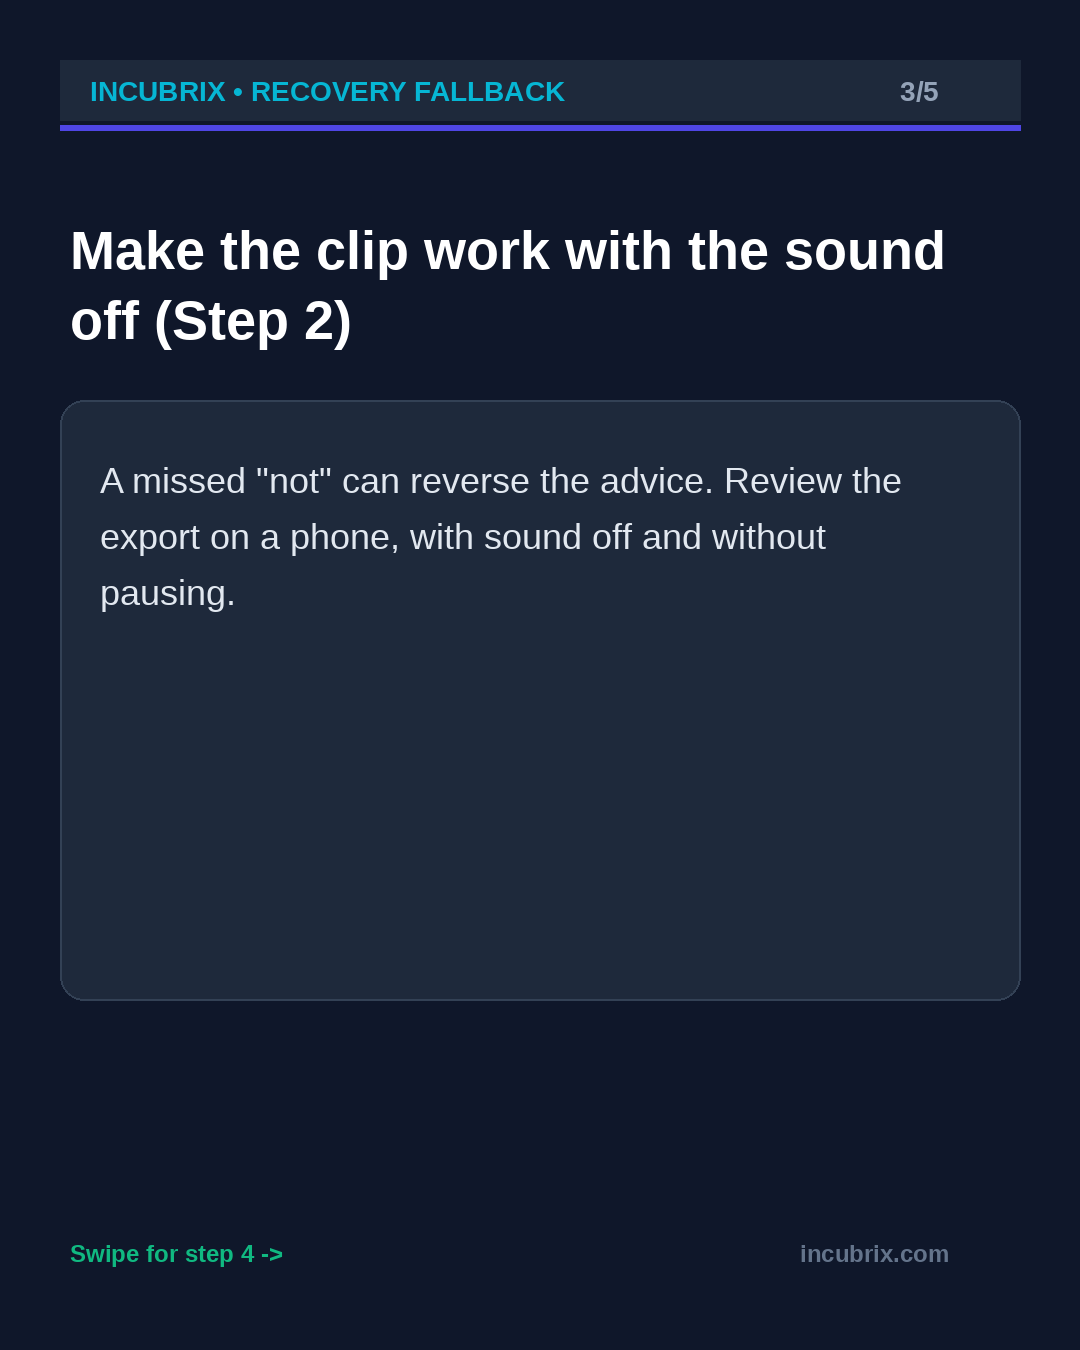 INCUBRIX • RECOVERY FALLBACK 3/5
Make the clip work with the sound
off (Step 2)
A missed "not" can reverse the advice. Review the
export on a phone, with sound off and without
pausing.
Swipe for step 4 -> incubrix.com